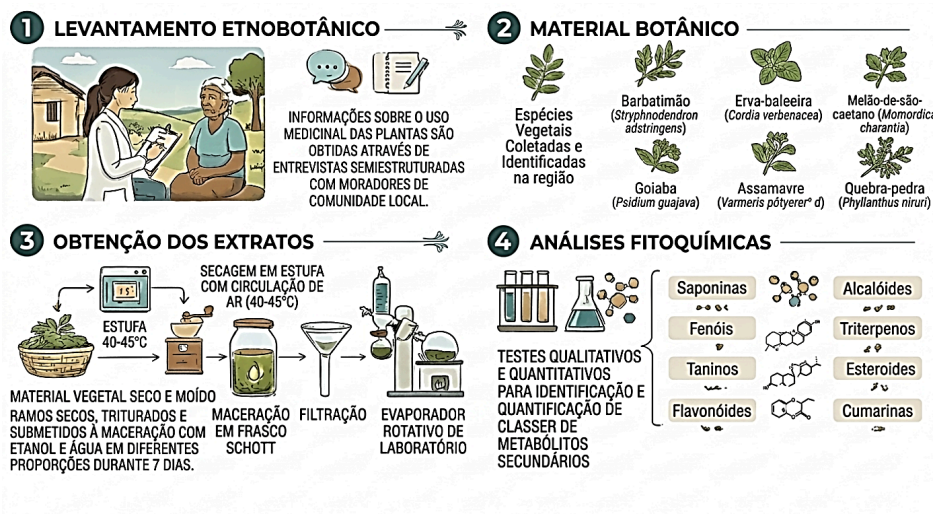 1 LEVANTAMENTO ETNOBOTÂNICO
INFORMAÇÕES SOBRE O USO
MEDICINAL DAS PLANTAS SÃO
OBTIDAS ATRAVÉS DE
ENTREVISTAS SEMIESTRUTURADAS
COM MORADORES DE
COMUNIDADE LOCAL.
2 MATERIAL BOTÂNICO
Espécies
Vegetais
Coletadas e
Identificadas
na região
Barbatimão
(Stryphnodendron
adstringens)
Erva-baleeira
(Cordia verbenacea)
Melão-de-são-
caetano (Momordica
charantia)
Goiaba
(Psidium guajava)
Assamavre
(Varmeris pôtyererº d)
Quebra-pedra
(Phyllanthus niruri)
3 OBTENÇÃO DOS EXTRATOS
ESTUFA
40-45°C
SECAGEM EM ESTUFA
COM CIRCULAÇÃO DE
AR (40-45°C)
MATERIAL VEGETAL SECO E MOÍDO
RAMOS SECOS, TRITURADOS E
SUBMETIDOS À MACERAÇÃO COM
ETANOL E ÁGUA EM DIFERENTES
PROPORÇÕES DURANTE 7 DIAS.
MACERAÇÃO
EM FRASCO
SCHOTT
FILTRAÇÃO
EVAPORADOR
ROTATIVO DE
LABORATÓRIO
4 ANÁLISES FITOQUÍMICAS
TESTES QUALITATIVOS
E QUANTITATIVOS
PARA IDENTIFICAÇÃO E
QUANTIFICAÇÃO DE
CLASSER DE
METABÓLITOS
SECUNDÁRIOS
Saponinas
Alcalóides
Fenóis
Triterpenos
Taninos
Esteroides
Flavonóides
Cumarinas